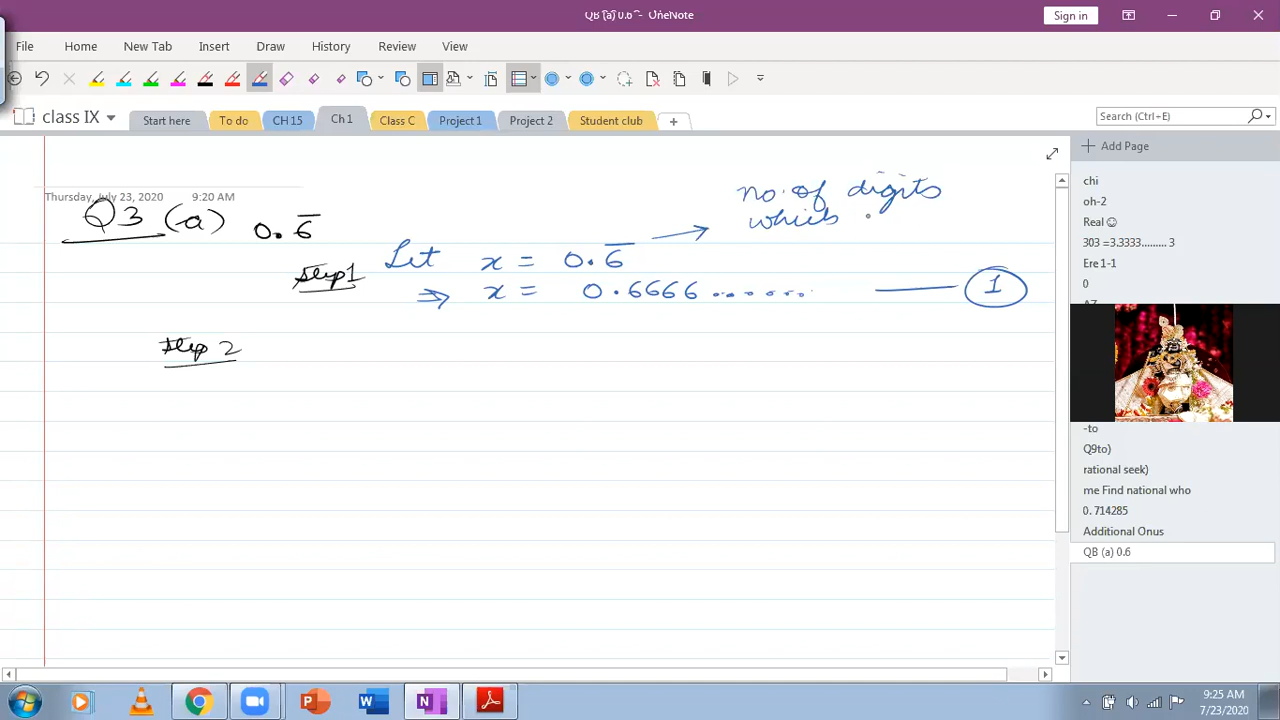 QB (a) 0.6 - OneNote
Sign in
File Home New Tab Insert Draw History Review View
class IX
Start here To do CH 15 Ch 1 Class C Project 1 Project 2 Student club
Search (Ctrl+E)
Add Page
Thursday, July 23, 2020 9:20 AM
Q3 (a) 0.6̅
no. of digits
which
Let x = 0.6̅
Step 1
⇒ x = 0.6666........ 1
Step 2
chi
oh-2
Real ☺
303 =3.3333......... 3
Ere 1-1
0
-to
Q9to)
rational seek)
me Find national who
0. 714285
Additional Onus
QB (a) 0.6
9:25 AM
7/23/2020